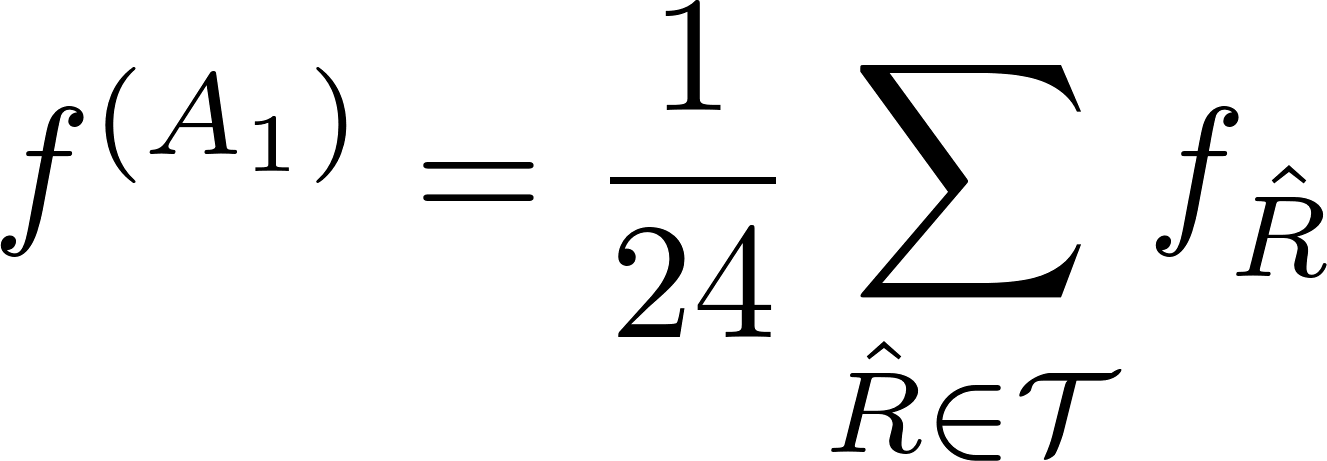 $f^{(A_1)} = \frac{1}{24} \sum_{\hat{R} \in \mathcal{T}} f_{\hat{R}}$